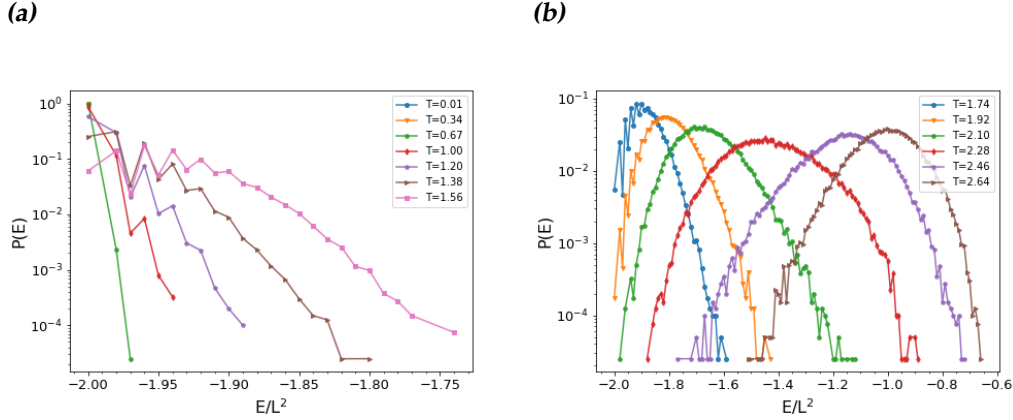 (a) (b)
10⁰
10⁻¹
10⁻²
10⁻³
10⁻⁴
P(E)
−2.00 −1.95 −1.90 −1.85 −1.80 −1.75
E/L²
T=0.01
T=0.34
T=0.67
T=1.00
T=1.20
T=1.38
T=1.56
10⁻¹
10⁻²
10⁻³
10⁻⁴
P(E)
−2.0 −1.8 −1.6 −1.4 −1.2 −1.0 −0.8 −0.6
E/L²
T=1.74
T=1.92
T=2.10
T=2.28
T=2.46
T=2.64